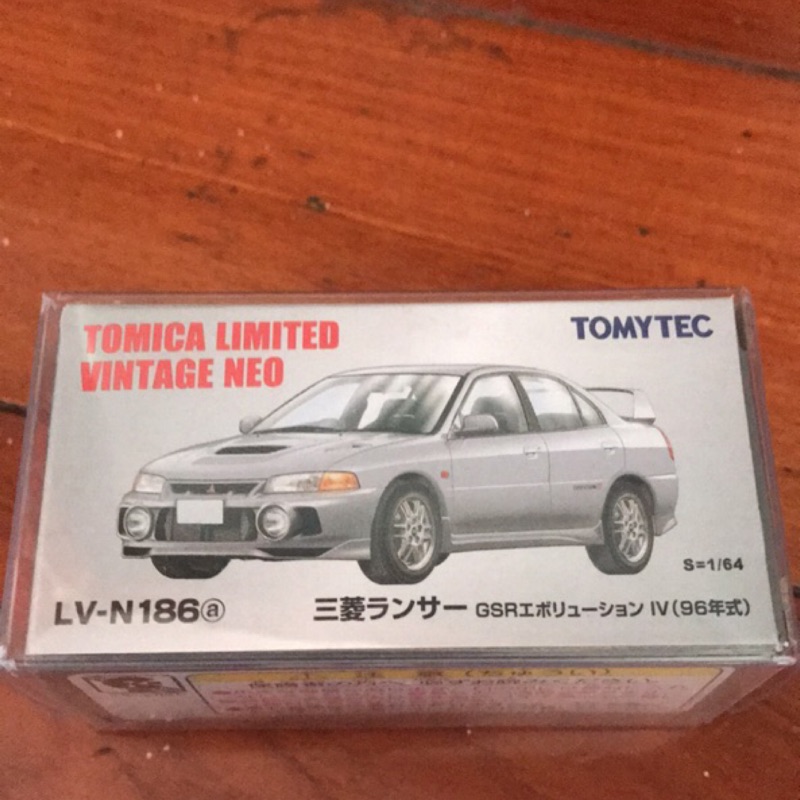 TOMICA LIMITED
VINTAGE NEO
TOMYTEC
S=1/64
LV-N186ⓐ 三菱ランサー GSRエボリューション IV(96年式)